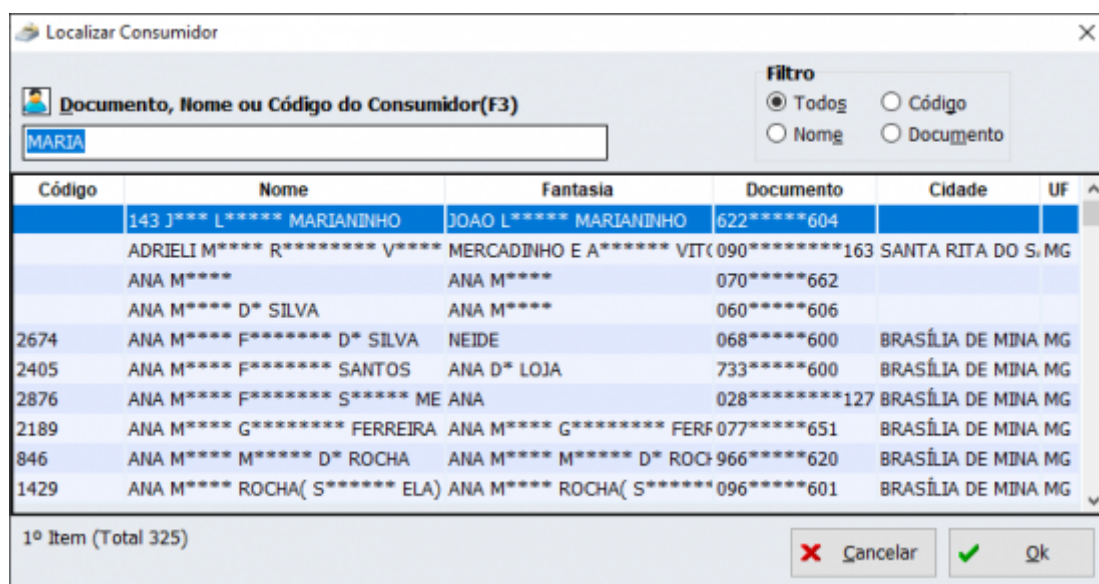 Localizar Consumidor
Filtro
Documento, Nome ou Código do Consumidor(F3)
Todos Código
Nome Documento
MARIA
Código Nome Fantasia Documento Cidade UF
143 J*** L***** MARIANINHO JOAO L***** MARIANINHO 622*****604
ADRIELI M**** R******** V**** MERCADINHO E A****** VIT 090********163 SANTA RITA DO S MG
ANA M**** ANA M**** 070*****662
ANA M**** D* SILVA ANA M**** 060*****606
2674 ANA M**** F******* D* SILVA NEIDE 068*****600 BRASÍLIA DE MINA MG
2405 ANA M**** F******* SANTOS ANA D* LOJA 733*****600 BRASÍLIA DE MINA MG
2876 ANA M**** F******* S***** ME ANA 028********127 BRASÍLIA DE MINA MG
2189 ANA M**** G******** FERREIRA ANA M**** G******** FERR 077*****651 BRASÍLIA DE MINA MG
846 ANA M**** M***** D* ROCHA ANA M**** M***** D* ROCH 966*****620 BRASÍLIA DE MINA MG
1429 ANA M**** ROCHA( S****** ELA) ANA M**** ROCHA( S****** 096*****601 BRASÍLIA DE MINA MG
1º Item (Total 325)
Cancelar Ok